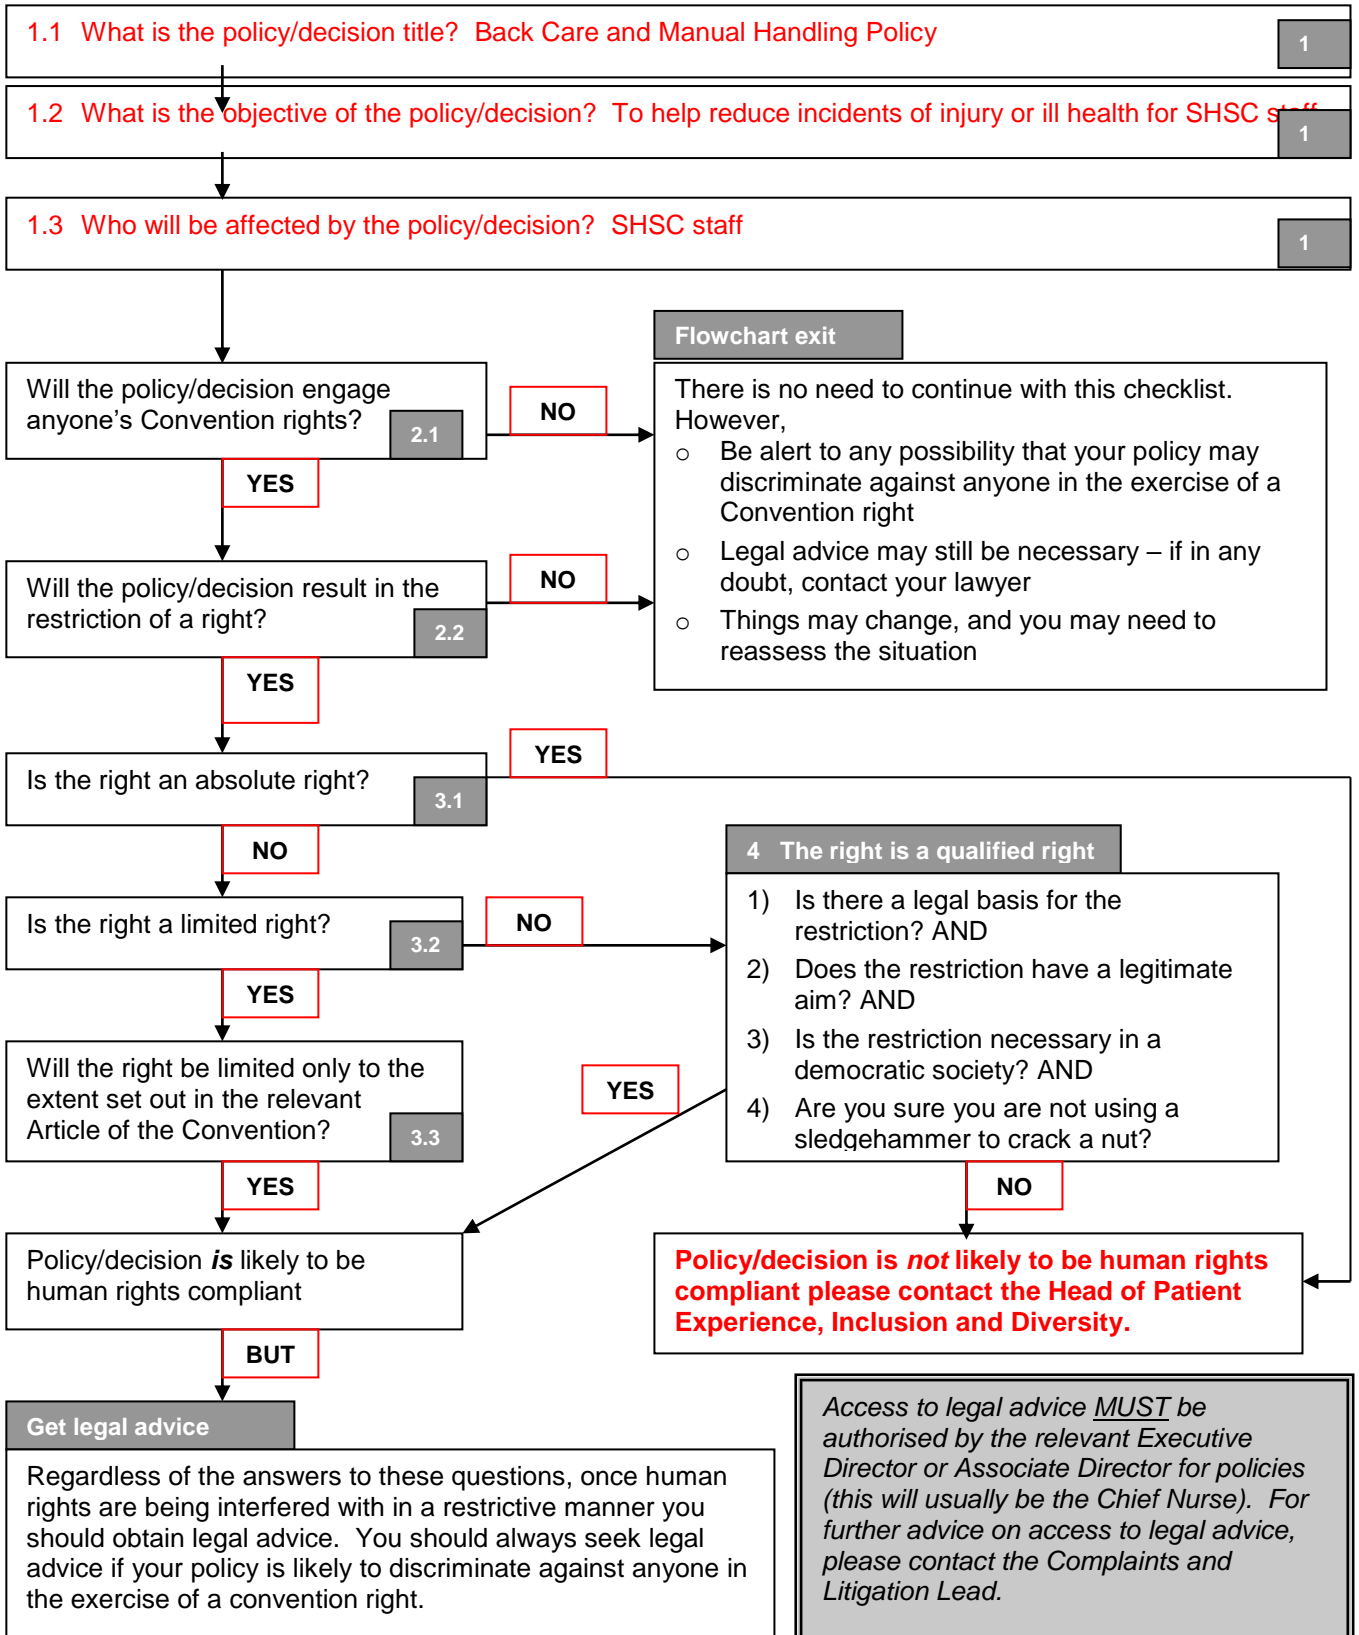 1.1 What is the policy/decision title? Back Care and Manual Handling Policy
1
1.2 What is the objective of the policy/decision? To help reduce incidents of injury or ill health for SHSC staff
1
1.3 Who will be affected by the policy/decision? SHSC staff
1
Will the policy/decision engage
anyone’s Convention rights?
2.1
NO
YES
Flowchart exit
There is no need to continue with this checklist.
However,
o Be alert to any possibility that your policy may
discriminate against anyone in the exercise of a
Convention right
o Legal advice may still be necessary – if in any
doubt, contact your lawyer
o Things may change, and you may need to
reassess the situation
Will the policy/decision result in the
restriction of a right?
2.2
NO
YES
Is the right an absolute right?
3.1
YES
NO
Is the right a limited right?
3.2
NO
YES
4 The right is a qualified right
1) Is there a legal basis for the
restriction? AND
2) Does the restriction have a legitimate
aim? AND
3) Is the restriction necessary in a
democratic society? AND
4) Are you sure you are not using a
sledgehammer to crack a nut?
YES
NO
Will the right be limited only to the
extent set out in the relevant
Article of the Convention?
3.3
YES
Policy/decision is likely to be
human rights compliant
Policy/decision is not likely to be human rights
compliant please contact the Head of Patient
Experience, Inclusion and Diversity.
BUT
Get legal advice
Regardless of the answers to these questions, once human
rights are being interfered with in a restrictive manner you
should obtain legal advice. You should always seek legal
advice if your policy is likely to discriminate against anyone in
the exercise of a convention right.
Access to legal advice MUST be
authorised by the relevant Executive
Director or Associate Director for policies
(this will usually be the Chief Nurse). For
further advice on access to legal advice,
please contact the Complaints and
Litigation Lead.